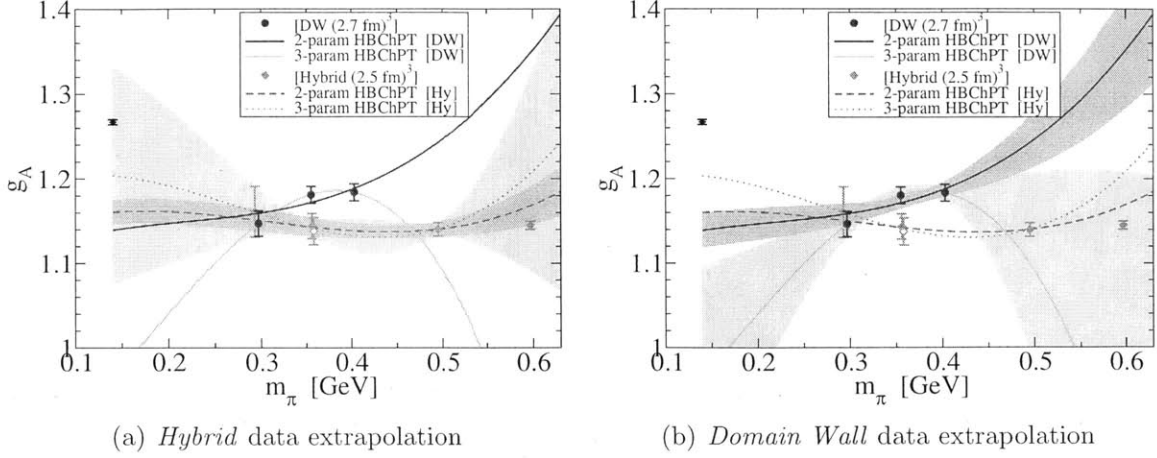 1.4
1.3
1.2
1.1
1
g_A
[DW (2.7 fm)^3]
2-param HBChPT [DW]
3-param HBChPT [DW]
[Hybrid (2.5 fm)^3]
2-param HBChPT [Hy]
3-param HBChPT [Hy]
0.1 0.2 0.3 0.4 0.5 0.6
m_π [GeV]
(a) Hybrid data extrapolation
1.4
1.3
1.2
1.1
1
g_A
[DW (2.7 fm)^3]
2-param HBChPT [DW]
3-param HBChPT [DW]
[Hybrid (2.5 fm)^3]
2-param HBChPT [Hy]
3-param HBChPT [Hy]
0.1 0.2 0.3 0.4 0.5 0.6
m_π [GeV]
(b) Domain Wall data extrapolation